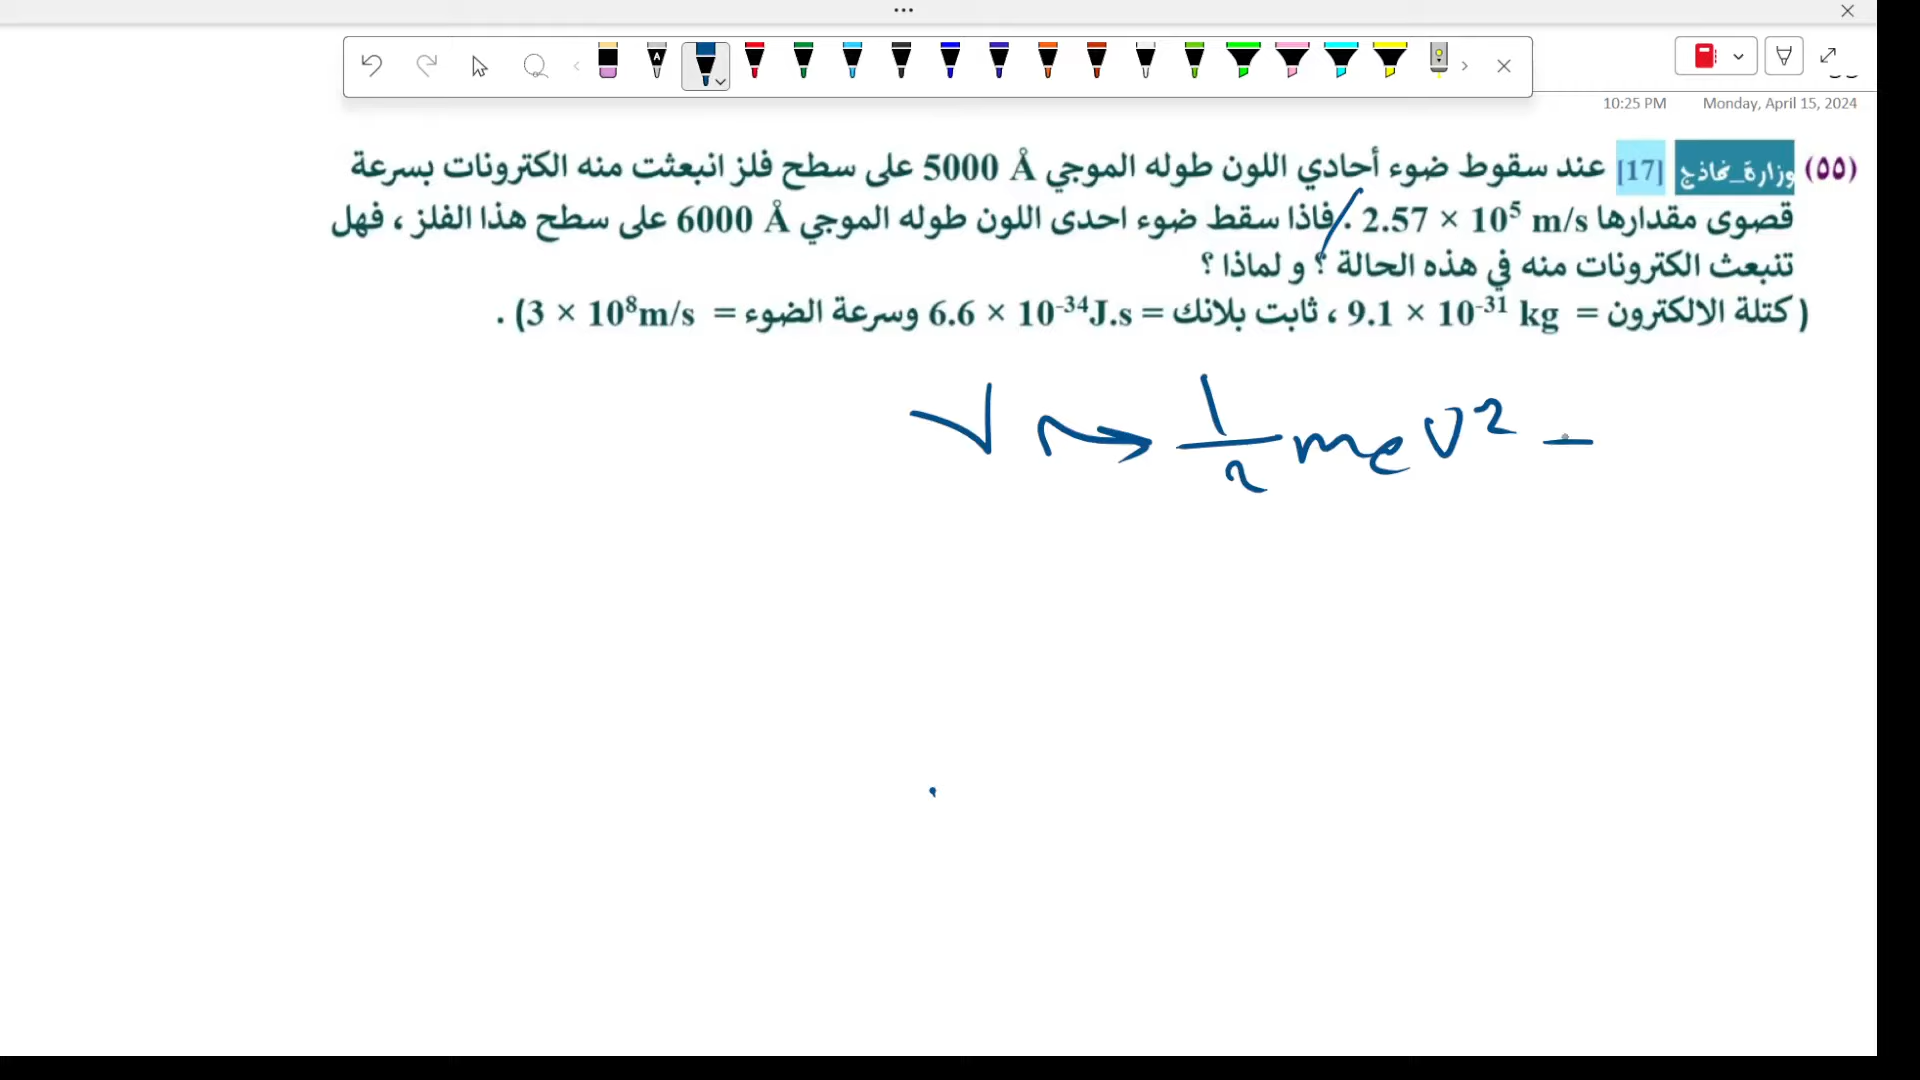 10:25 PM Monday, April 15, 2024
(٥٥) وزارة_نماذج [17] عند سقوط ضوء أحادي اللون طوله الموجي 5000 Å على سطح فلز انبعثت منه الكترونات بسرعة
قصوى مقدارها 2.57 × 10⁵ m/s . فاذا سقط ضوء احدى اللون طوله الموجي 6000 Å على سطح هذا الفلز ، فهل
تنبعث الكترونات منه في هذه الحالة ؟ و لماذا ؟
( كتلة الالكترون = 9.1 × 10⁻³¹ kg ، ثابت بلانك = 6.6 × 10⁻³⁴J.s وسرعة الضوء = 3 × 10⁸m/s) .
1/2 me v²